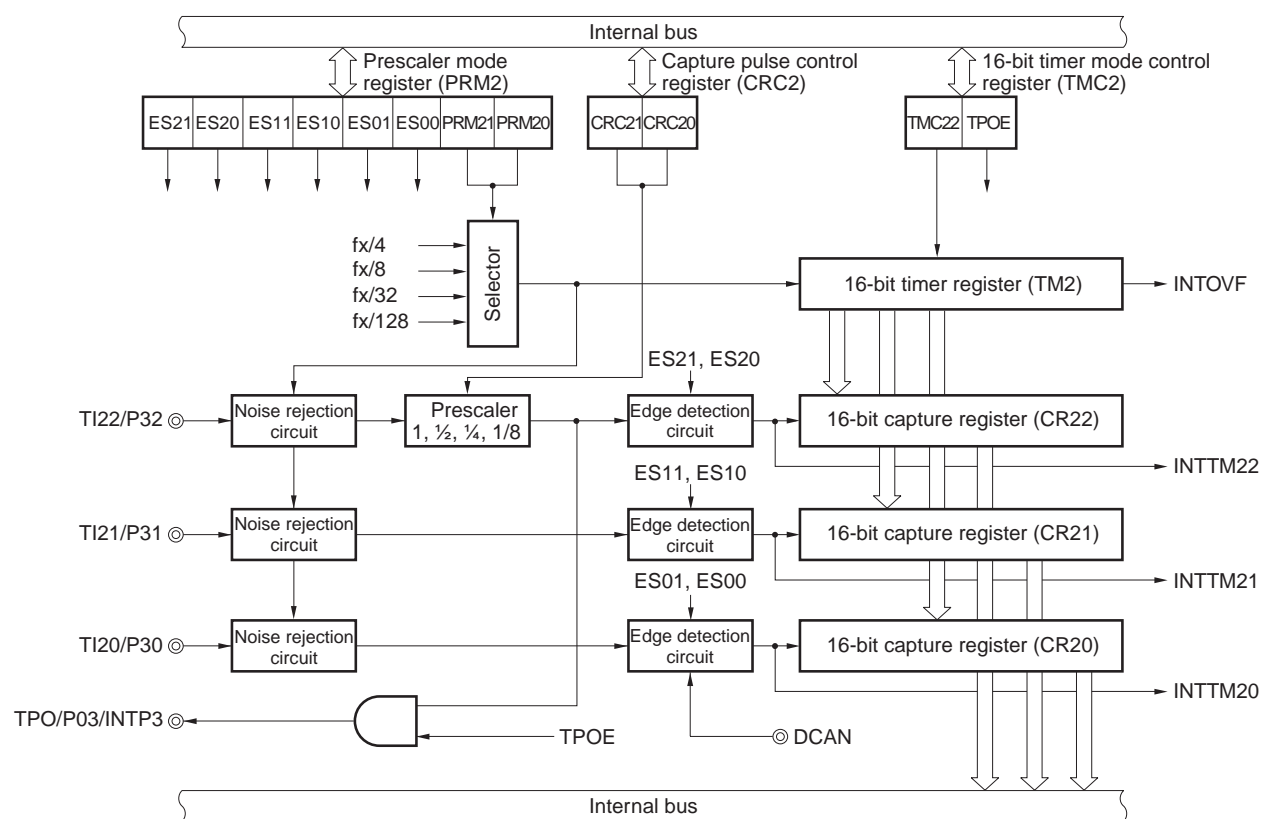 Internal bus
Prescaler mode
register (PRM2)
Capture pulse control
register (CRC2)
16-bit timer mode control
register (TMC2)
ES21 ES20 ES11 ES10 ES01 ES00 PRM21 PRM20
CRC21 CRC20
TMC22 TPOE
fx/4
fx/8
fx/32
fx/128
Selector
16-bit timer register (TM2)
INTOVF
ES21, ES20
TI22/P32
Noise rejection
circuit
Prescaler
1, ½, ¼, 1/8
Edge detection
circuit
16-bit capture register (CR22)
INTTM22
ES11, ES10
TI21/P31
Noise rejection
circuit
Edge detection
circuit
16-bit capture register (CR21)
INTTM21
ES01, ES00
TI20/P30
Noise rejection
circuit
Edge detection
circuit
16-bit capture register (CR20)
INTTM20
TPO/P03/INTP3
TPOE
DCAN
Internal bus